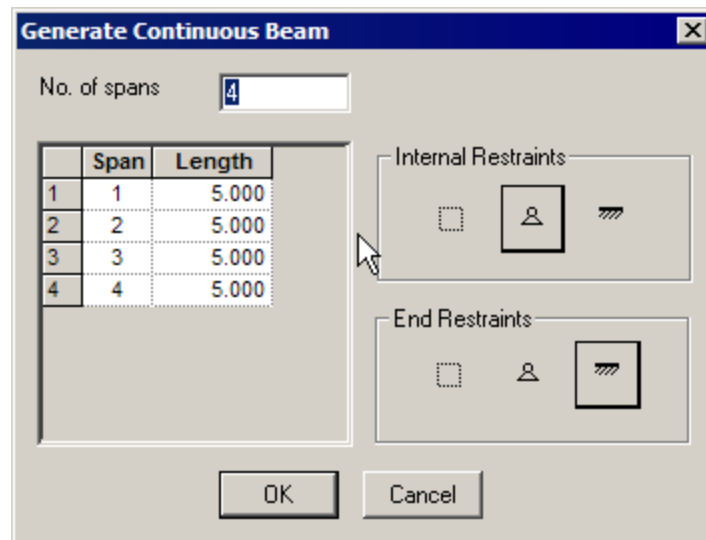 Generate Continuous Beam
No. of spans 4
Span Length
1 1 5.000
2 2 5.000
3 3 5.000
4 4 5.000
Internal Restraints
End Restraints
OK Cancel